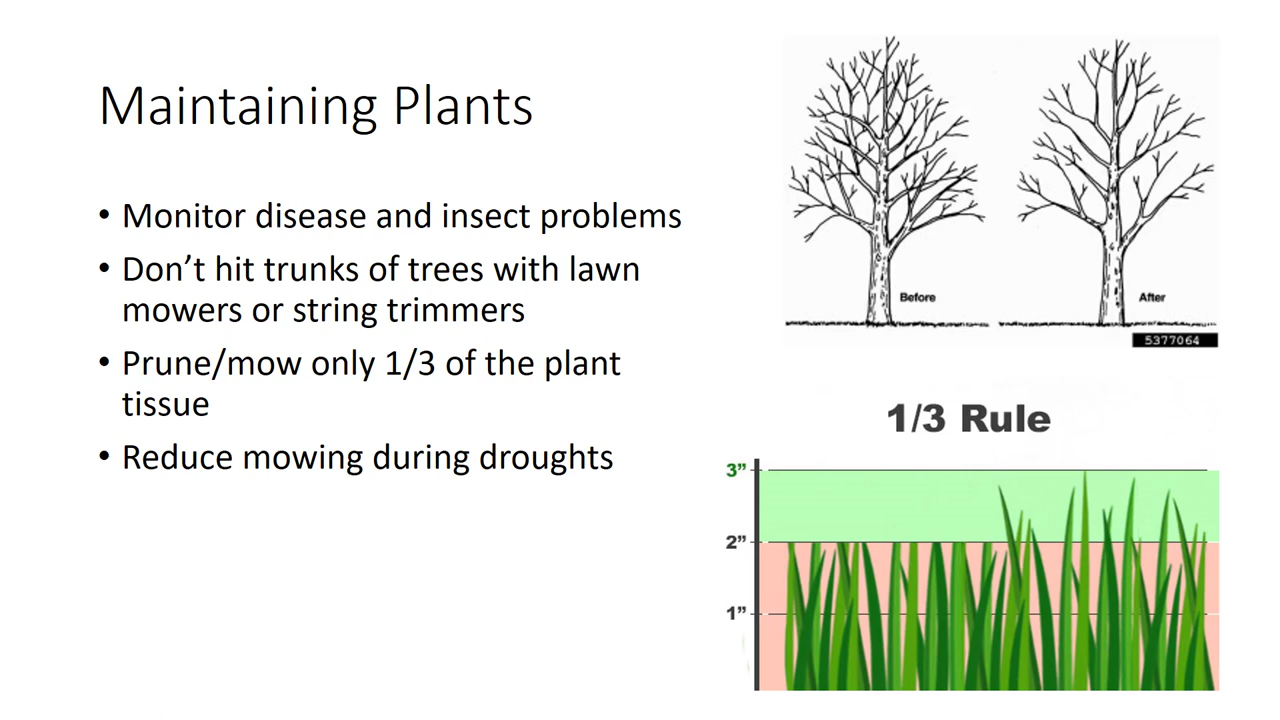 Maintaining Plants
• Monitor disease and insect problems
• Don’t hit trunks of trees with lawn
mowers or string trimmers
• Prune/mow only 1/3 of the plant
tissue
• Reduce mowing during droughts
Before
After
5377064
1/3 Rule
3”
2”
1”